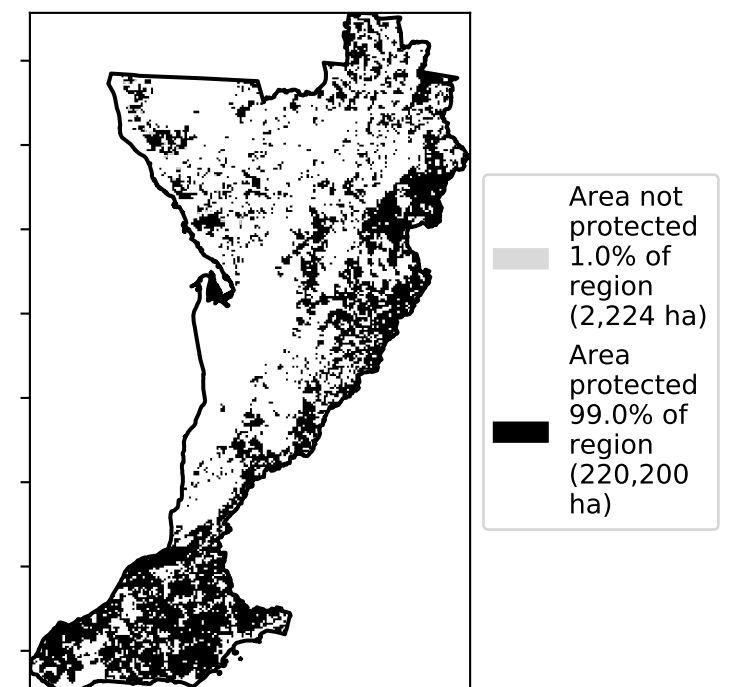 Area not
protected
1.0% of
region
(2,224 ha)
Area
protected
99.0% of
region
(220,200
ha)